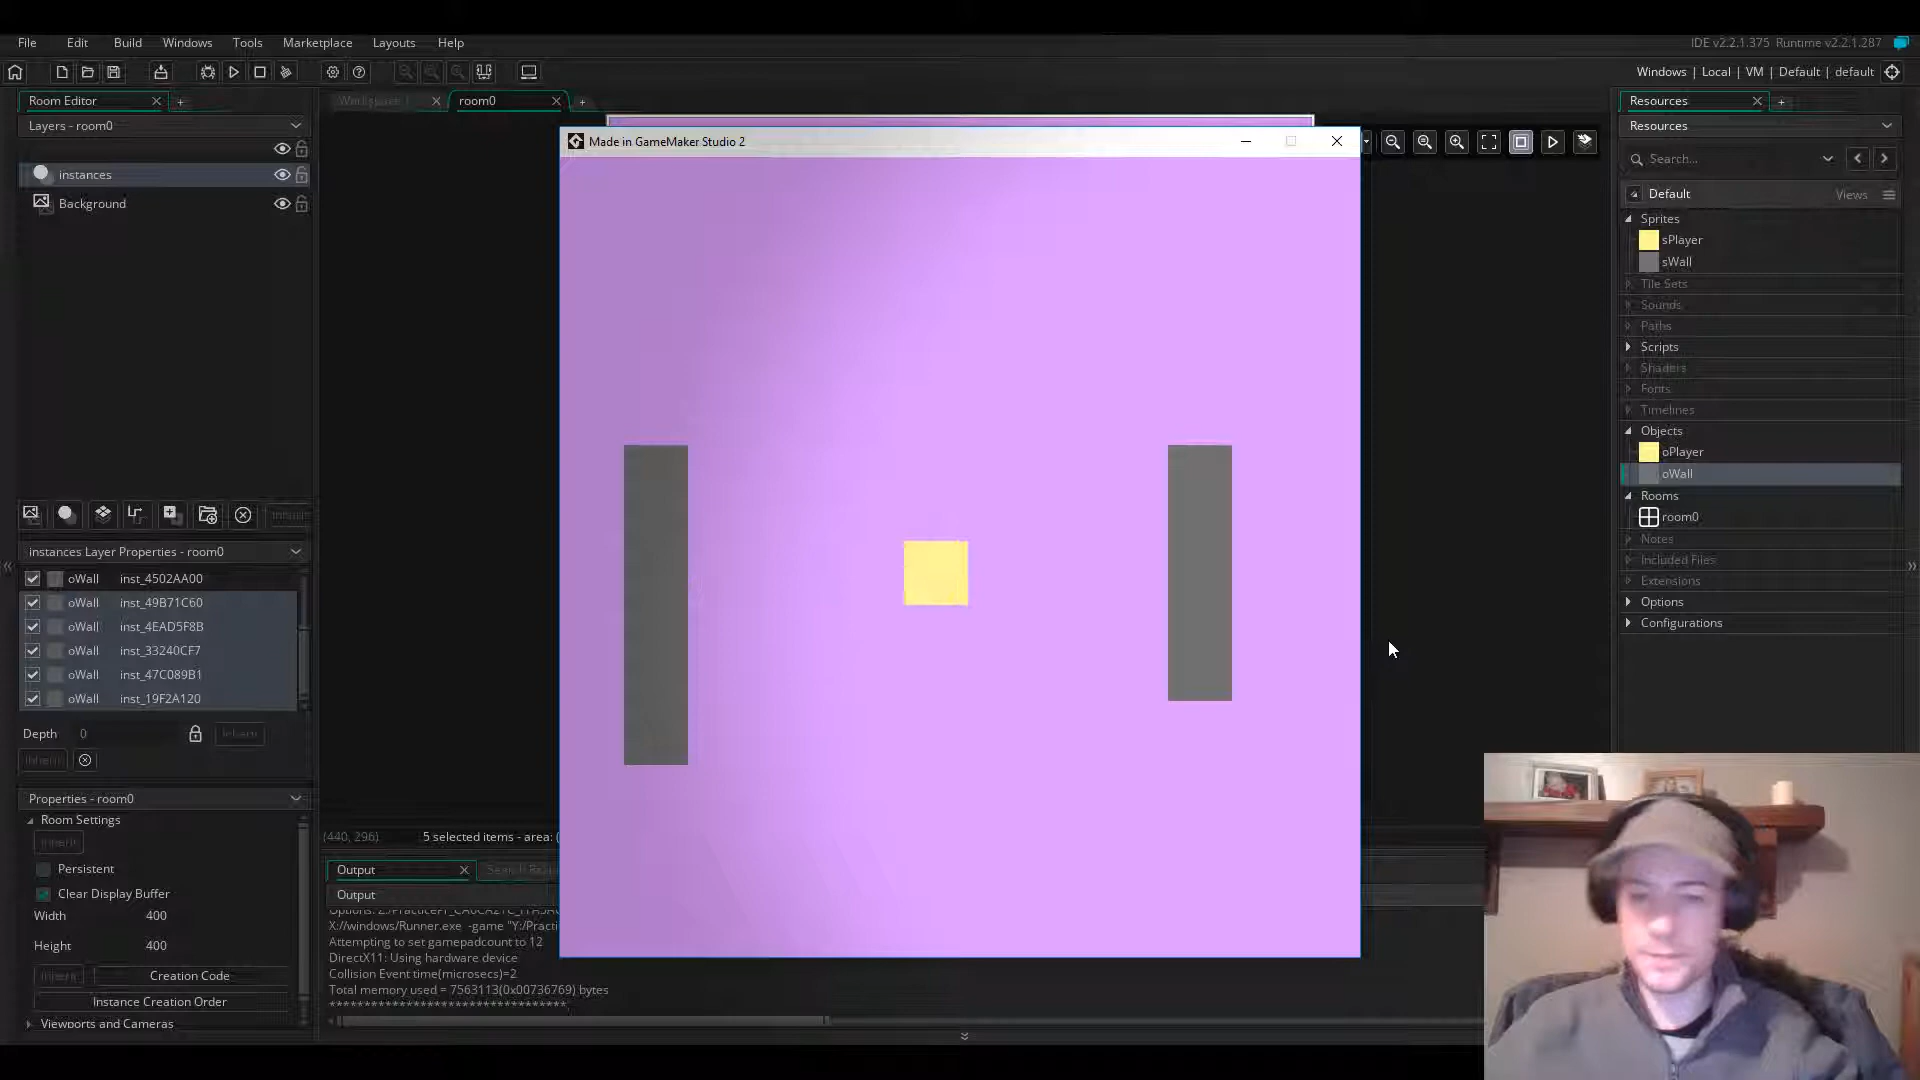 File Edit Build Windows Tools Marketplace Layouts Help
IDE v2.2.1.375 Runtime v2.2.1.287
Windows | Local | VM | Default | default
Room Editor
Workspace 1
room0
Resources
Layers - room0
Resources
Made in GameMaker Studio 2
Search...
instances
Default
Views
Background
Sprites
sPlayer
sWall
Tile Sets
Sounds
Paths
Scripts
Shaders
Fonts
Timelines
Objects
oPlayer
oWall
Rooms
room0
Notes
Included Files
Extensions
Options
Configurations
instances Layer Properties - room0
oWall inst_4502AA00
oWall inst_49B71C60
oWall inst_4EAD5F8B
oWall inst_33240CF7
oWall inst_47C089B1
oWall inst_19F2A120
Depth 0
Inherit
Inherit
Properties - room0
Room Settings
Inherit
Persistent
Clear Display Buffer
Width 400
Height 400
Inherit
Creation Code
Instance Creation Order
Viewports and Cameras
(440, 296)
5 selected items - area: (
Output
Output
X://windows/Runner.exe -game "Y:/Practi
Attempting to set gamepadcount to 12
DirectX11: Using hardware device
Collision Event time(microsecs)=2
Total memory used = 7563113(0x00736769) bytes
**********************************